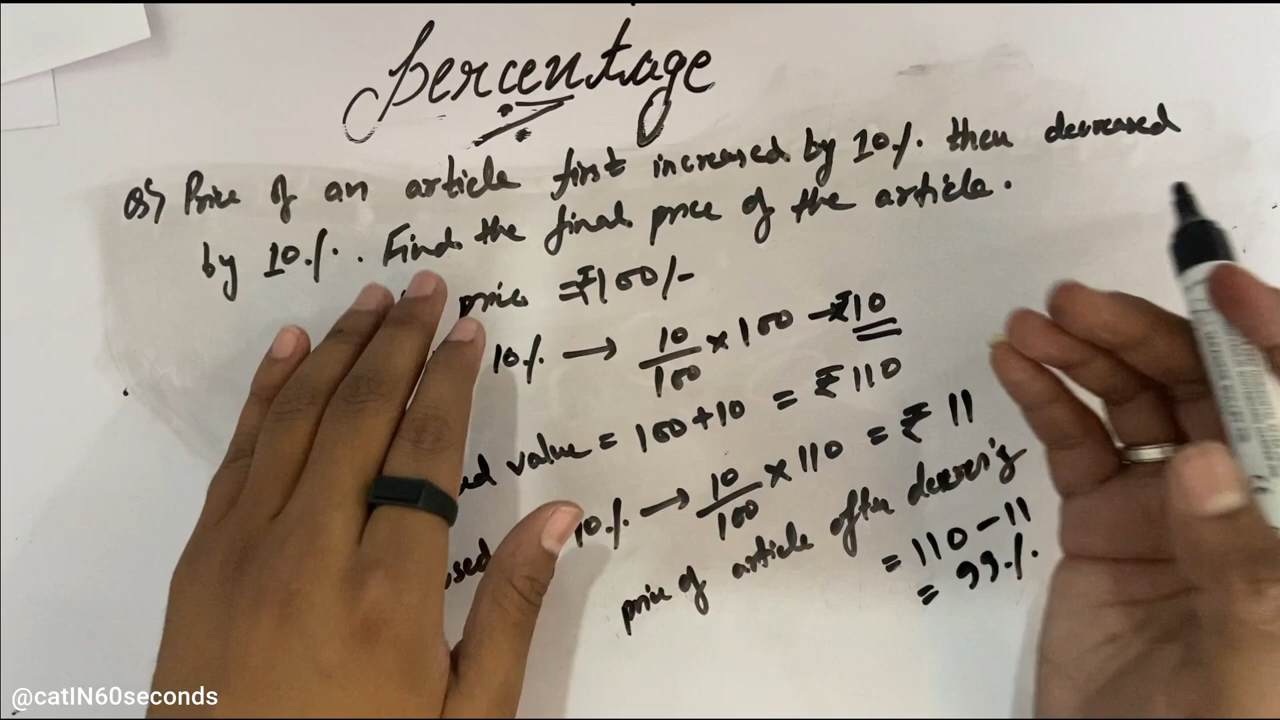 Percentage
Q5) Price of an article first increased by 10%. then decreased
by 10%. Find the final price of the article.
price = ₹100/-
10% → 10/100 × 100 → ₹10
value = 100+10 = ₹110
10% → 10/100 × 110 = ₹11
price of article after
= 110-11
= 99%.
@catIN60seconds